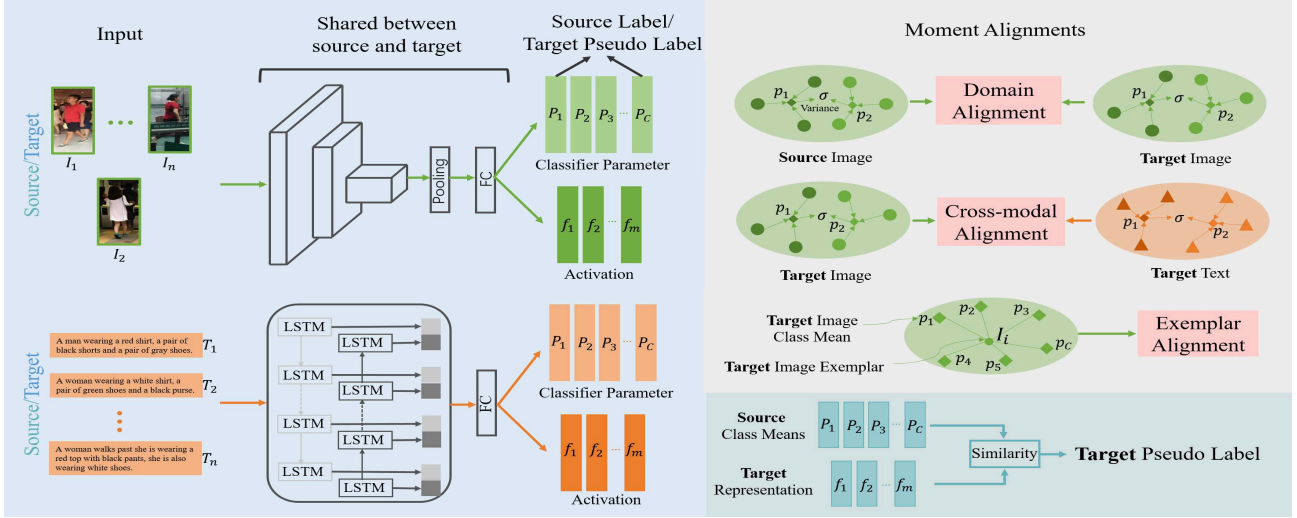 Input
Shared between
source and target
Source Label/
Target Pseudo Label
Source/Target
I₁
Iₙ
I₂
Pooling
FC
P₁ P₂ P₃ ... P_C
Classifier Parameter
f₁ f₂ ... fₘ
Activation
Source/Target
A man wearing a red shirt, a pair of
black shorts and a pair of gray shoes.
T₁
A woman wearing a white shirt, a
pair of green shoes and a black purse.
T₂
A woman walks past she is wearing a
red top with black pants, she is also
wearing white shoes.
Tₙ
LSTM
LSTM
LSTM
LSTM
LSTM
LSTM
LSTM
LSTM
FC
P₁ P₂ P₃ ... P_C
Classifier Parameter
f₁ f₂ ... fₘ
Activation
Moment Alignments
p₁ σ p₂
Variance
Source Image
Domain
Alignment
p₁ σ p₂
Target Image
p₁ σ p₂
Target Image
Cross-modal
Alignment
p₁ σ p₂
Target Text
Target Image
Class Mean
Target Image Exemplar
p₁ p₂ p₃
I_i
p₄ p₅ p_C
Exemplar
Alignment
Source
Class Means
P₁ P₂ P₃ ... P_C
Target
Representation
f₁ f₂ ... fₘ
Similarity
Target Pseudo Label